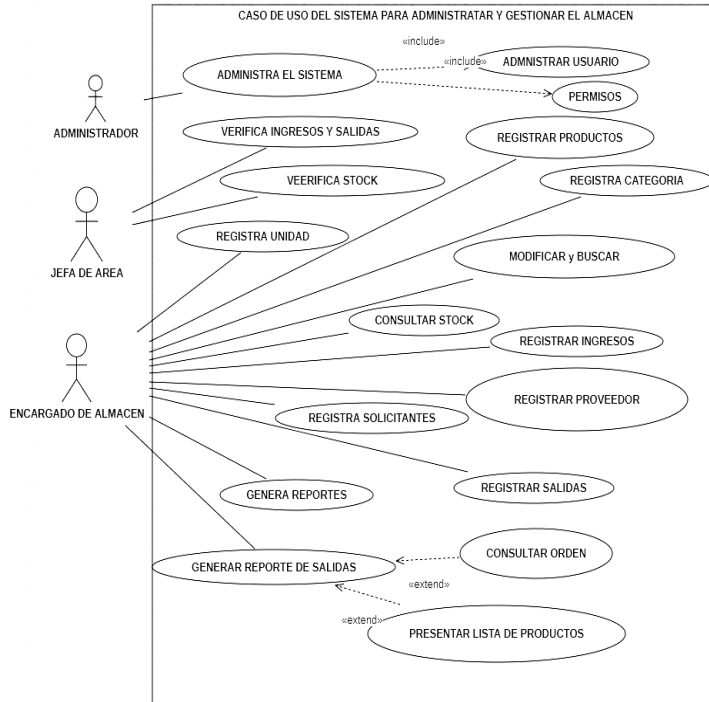 CASO DE USO DEL SISTEMA PARA ADMINISTRATAR Y GESTIONAR EL ALMACEN
«include»
ADMNISTRAR USUARIO
«include»
ADMINISTRA EL SISTEMA
PERMISOS
ADMINISTRADOR
VERIFICA INGRESOS Y SALIDAS
REGISTRAR PRODUCTOS
VEERIFICA STOCK
REGISTRA CATEGORIA
REGISTRA UNIDAD
JEFA DE AREA
MODIFICAR y BUSCAR
CONSULTAR STOCK
REGISTRAR INGRESOS
REGISTRAR PROVEEDOR
ENCARGADO DE ALMACEN
REGISTRA SOLICITANTES
REGISTRAR SALIDAS
GENERA REPORTES
CONSULTAR ORDEN
GENERAR REPORTE DE SALIDAS
«extend»
«extend»
PRESENTAR LISTA DE PRODUCTOS